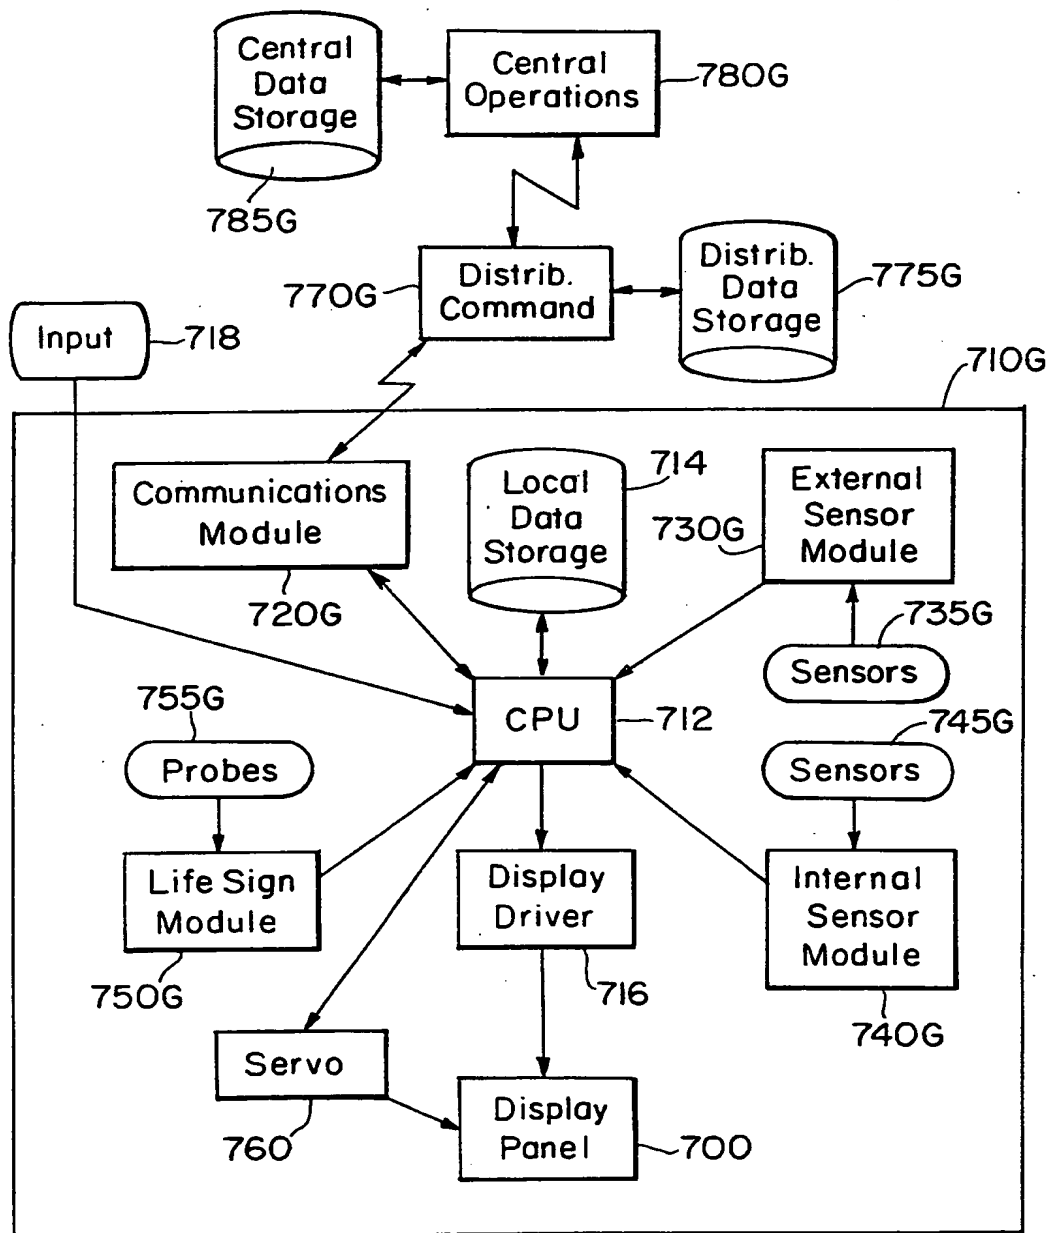 Central
Data
Storage
785G
Central
Operations
780G
Distrib.
Command
770G
Distrib.
Data
Storage
775G
Input
718
710G
Communications
Module
720G
Local
Data
Storage
714
External
Sensor
Module
730G
735G
Sensors
CPU
712
755G
Probes
745G
Sensors
Life Sign
Module
750G
Display
Driver
716
Internal
Sensor
Module
740G
Servo
760
Display
Panel
700